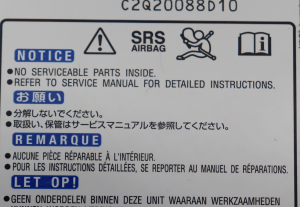 C2Q20088D10
SRS
AIRBAG
NOTICE
●NO SERVICEABLE PARTS INSIDE.
●REFER TO SERVICE MANUAL FOR DETAILED INSTRUCTIONS.
お願い
●分解しないでください。
●取扱い、保管はサービスマニュアルを参照してください。
REMARQUE
●AUCUNE PIÈCE RÉPARABLE À L'INTÉRIEUR.
●POUR LES INSTRUCTIONS DÉTAILLÉES, SE REPORTER AU MANUEL DE RÉPARATIONS.
LET OP!
●GEEN ONDERDELEN BINNEN DEZE UNIT WAARAAN WERKZAAMHEDEN